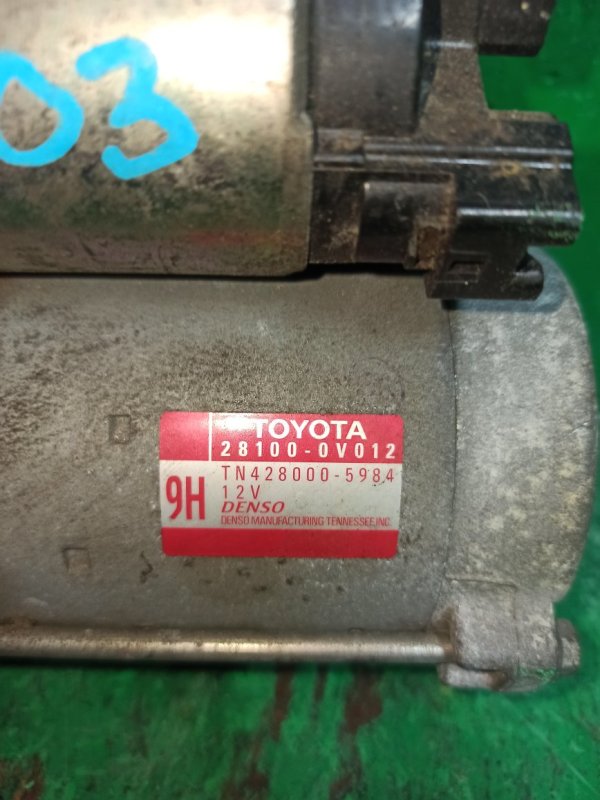 03
TOYOTA
28100-0V012
TN428000-5984
9H
12V
DENSO
DENSO MANUFACTURING TENNESSEE,INC.